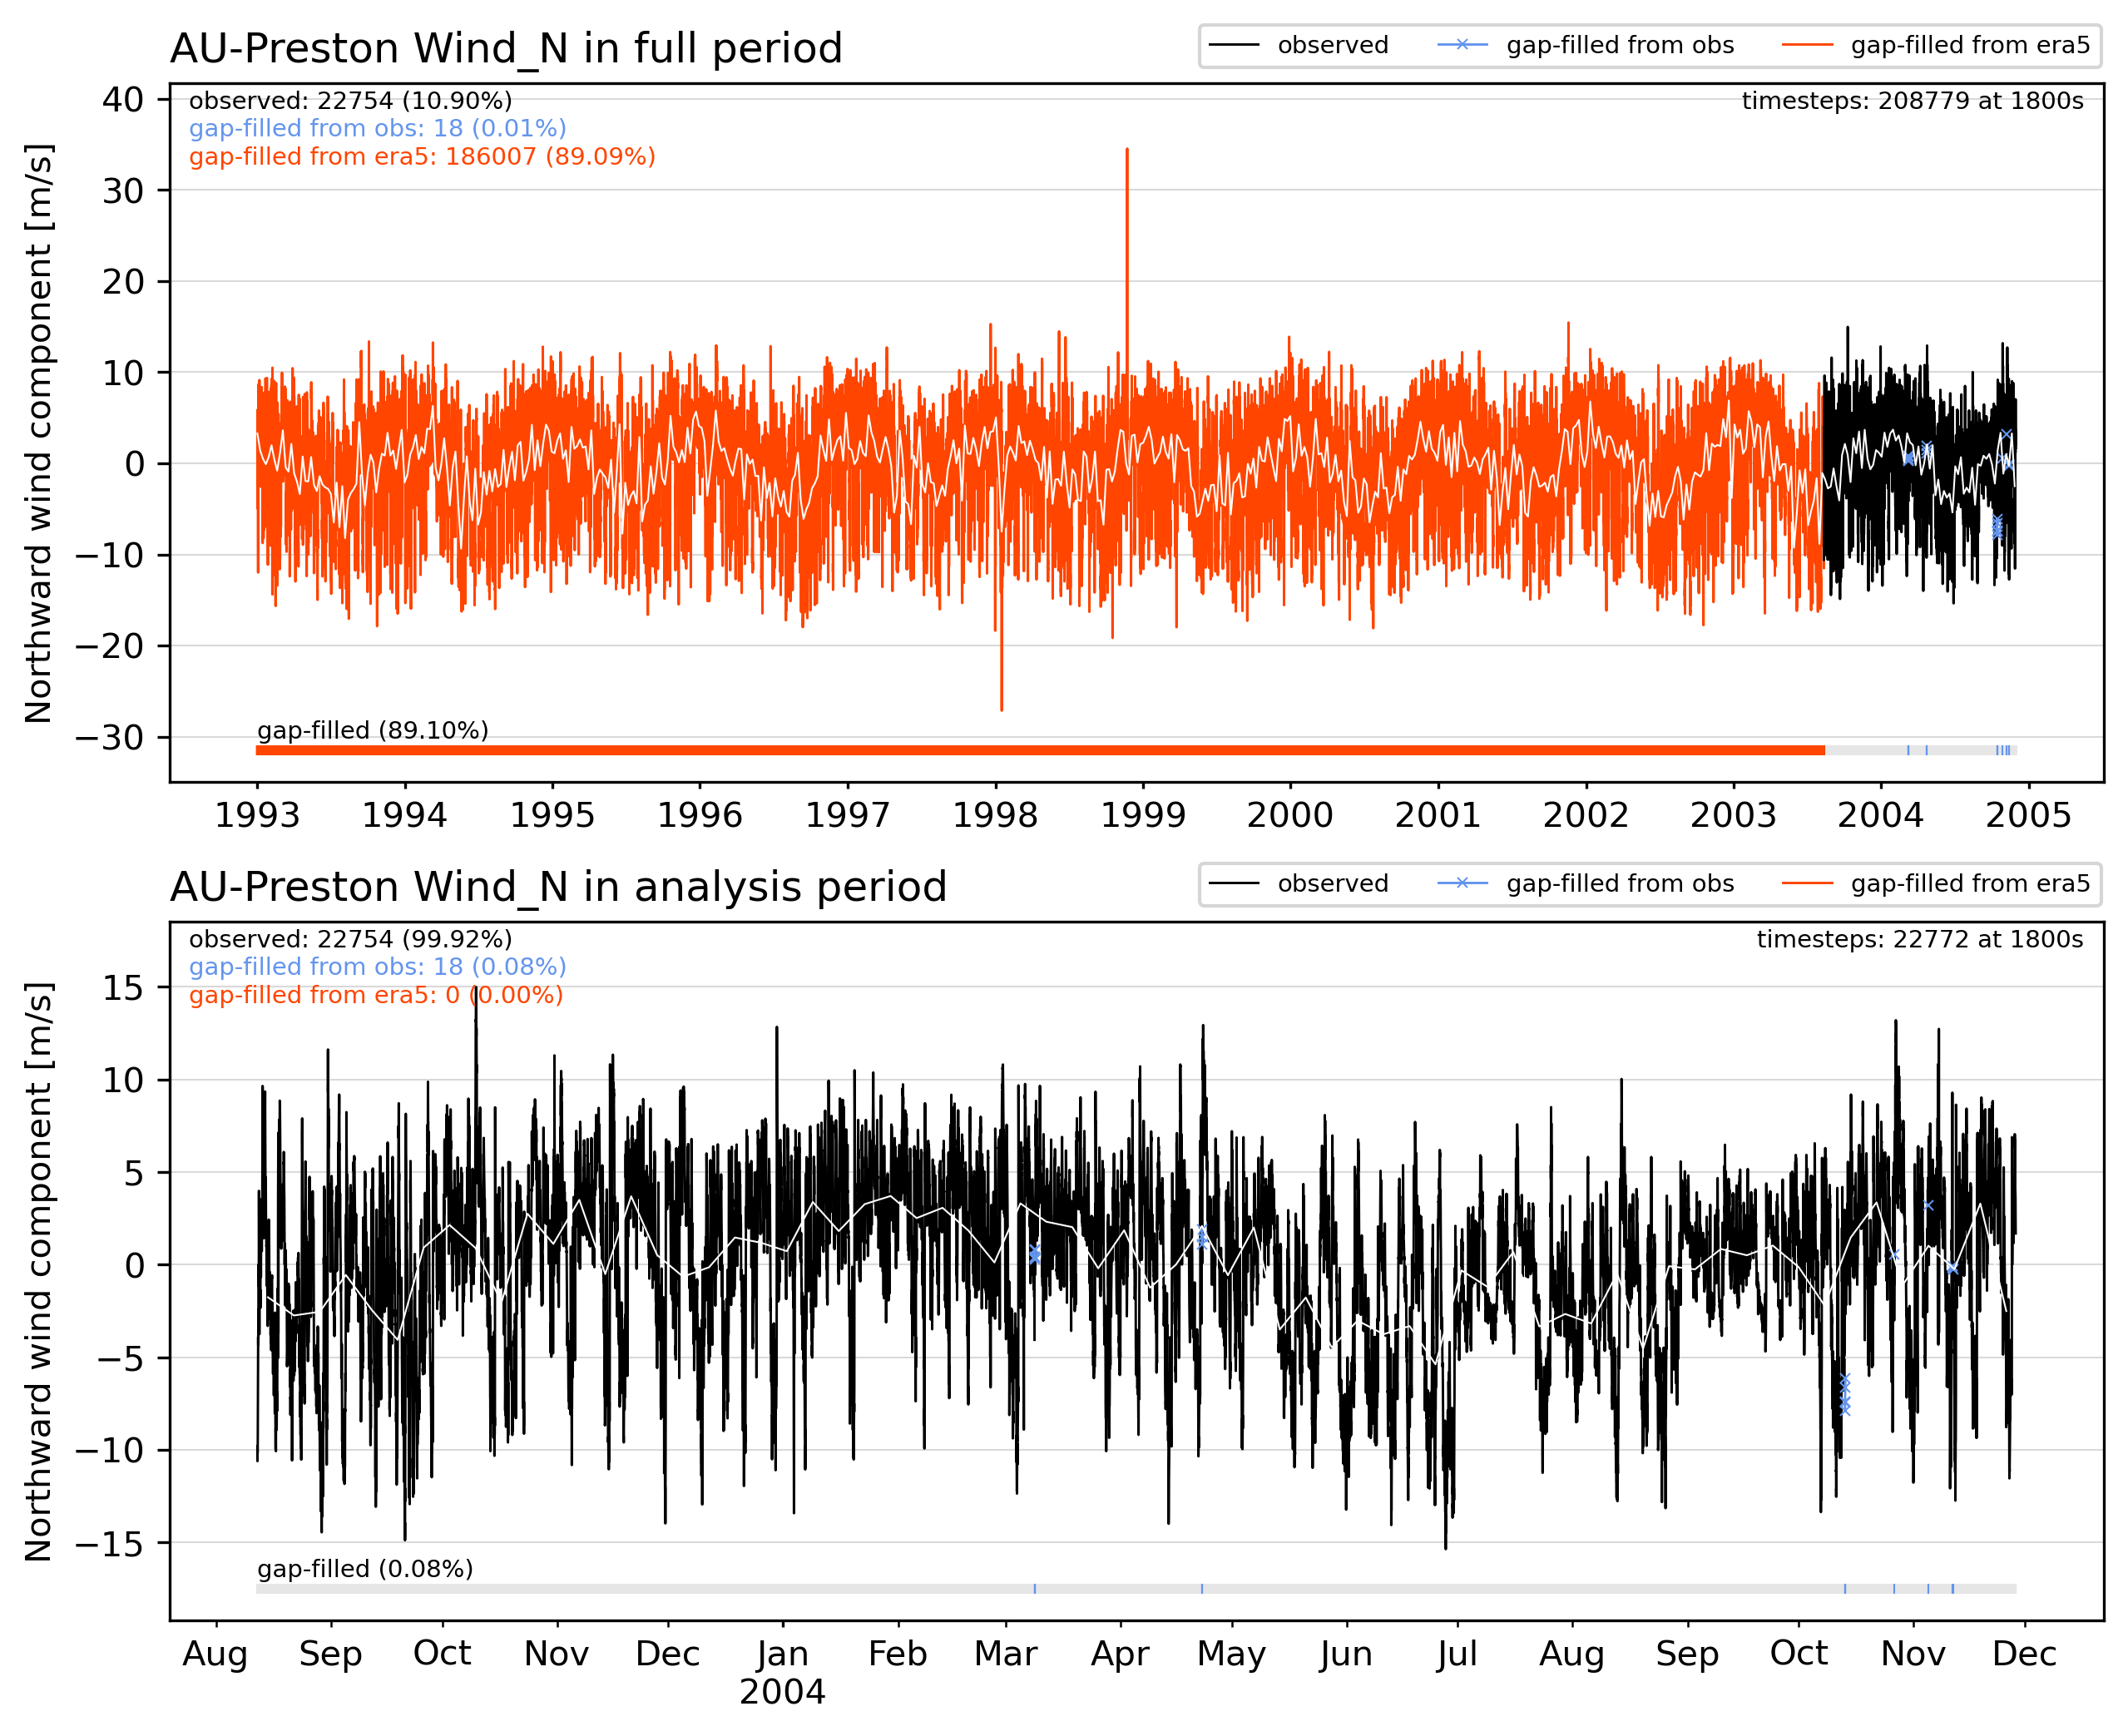 AU-Preston Wind_N in full period
observed gap-filled from obs gap-filled from era5
observed: 22754 (10.90%)
timesteps: 208779 at 1800s
gap-filled from obs: 18 (0.01%)
gap-filled from era5: 186007 (89.09%)
Northward wind component [m/s]
40
30
20
10
0
−10
−20
−30
gap-filled (89.10%)
1993 1994 1995 1996 1997 1998 1999 2000 2001 2002 2003 2004 2005
AU-Preston Wind_N in analysis period
observed gap-filled from obs gap-filled from era5
observed: 22754 (99.92%)
timesteps: 22772 at 1800s
gap-filled from obs: 18 (0.08%)
gap-filled from era5: 0 (0.00%)
Northward wind component [m/s]
15
10
5
0
−5
−10
−15
gap-filled (0.08%)
Aug Sep Oct Nov Dec Jan Feb Mar Apr May Jun Jul Aug Sep Oct Nov Dec
2004